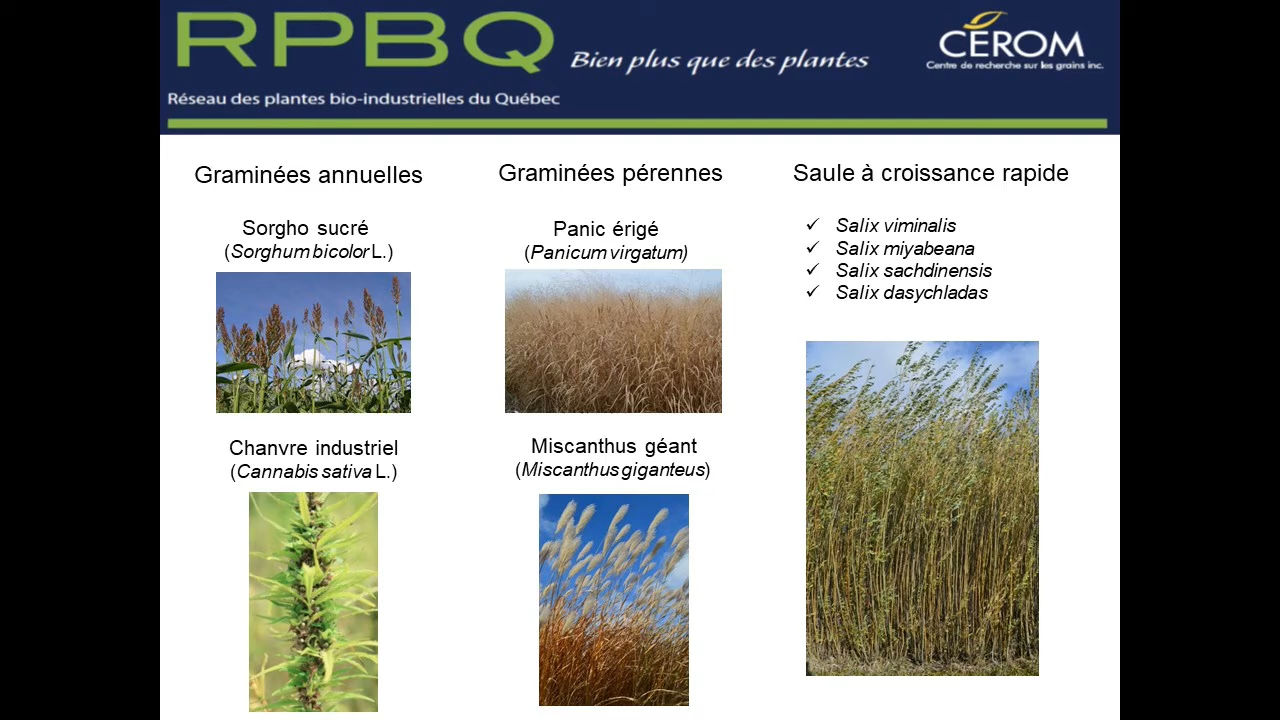 RPBQ
Bien plus que des plantes
CÉROM
Centre de recherche sur les grains inc.
Réseau des plantes bio-industrielles du Québec
Graminées annuelles
Sorgho sucré
(Sorghum bicolor L.)
Chanvre industriel
(Cannabis sativa L.)
Graminées pérennes
Panic érigé
(Panicum virgatum)
Miscanthus géant
(Miscanthus giganteus)
Saule à croissance rapide
✓ Salix viminalis
✓ Salix miyabeana
✓ Salix sachdinensis
✓ Salix dasychladas